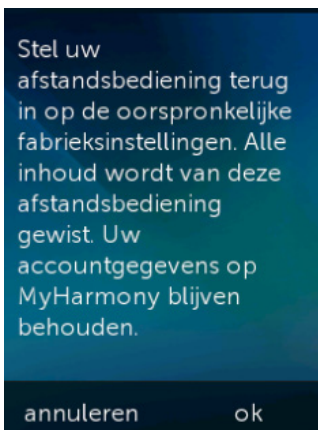 Stel uw
afstandsbediening terug
in op de oorspronkelijke
fabrieksinstellingen. Alle
inhoud wordt van deze
afstandsbediening
gewist. Uw
accountgegevens op
MyHarmony blijven
behouden.
annuleren ok